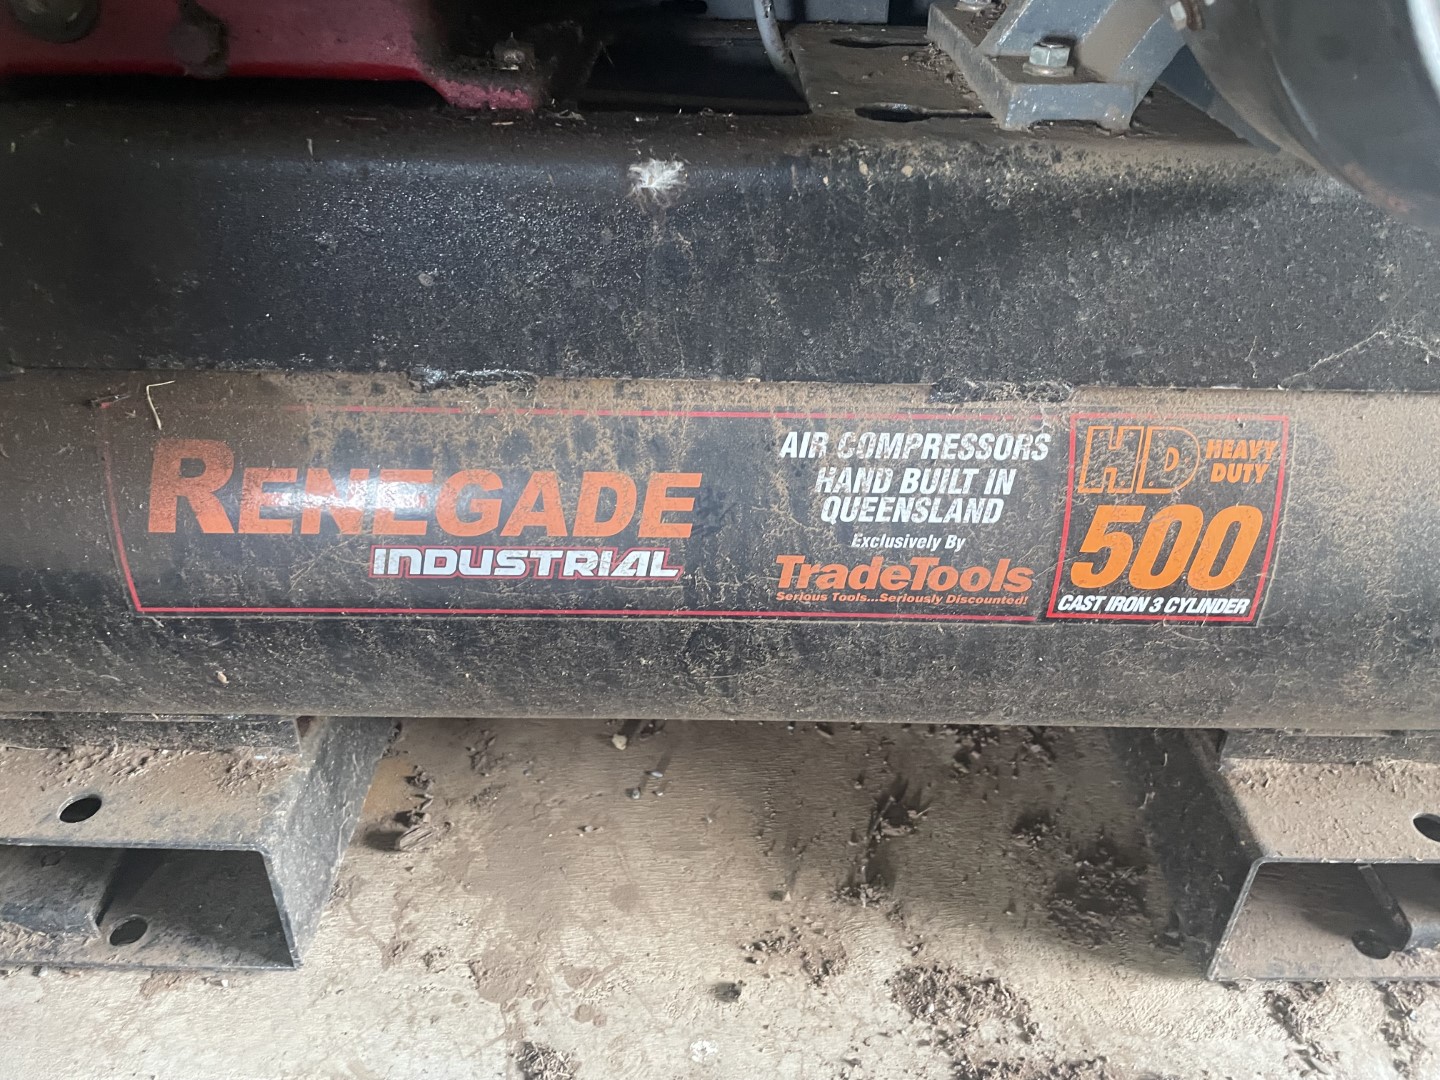 RENEGADE
INDUSTRIAL
AIR COMPRESSORS
HAND BUILT IN
QUEENSLAND
Exclusively By
TradeTools
Serious Tools...Seriously Discounted!
HD HEAVY
DUTY
500
CAST IRON 3 CYLINDER